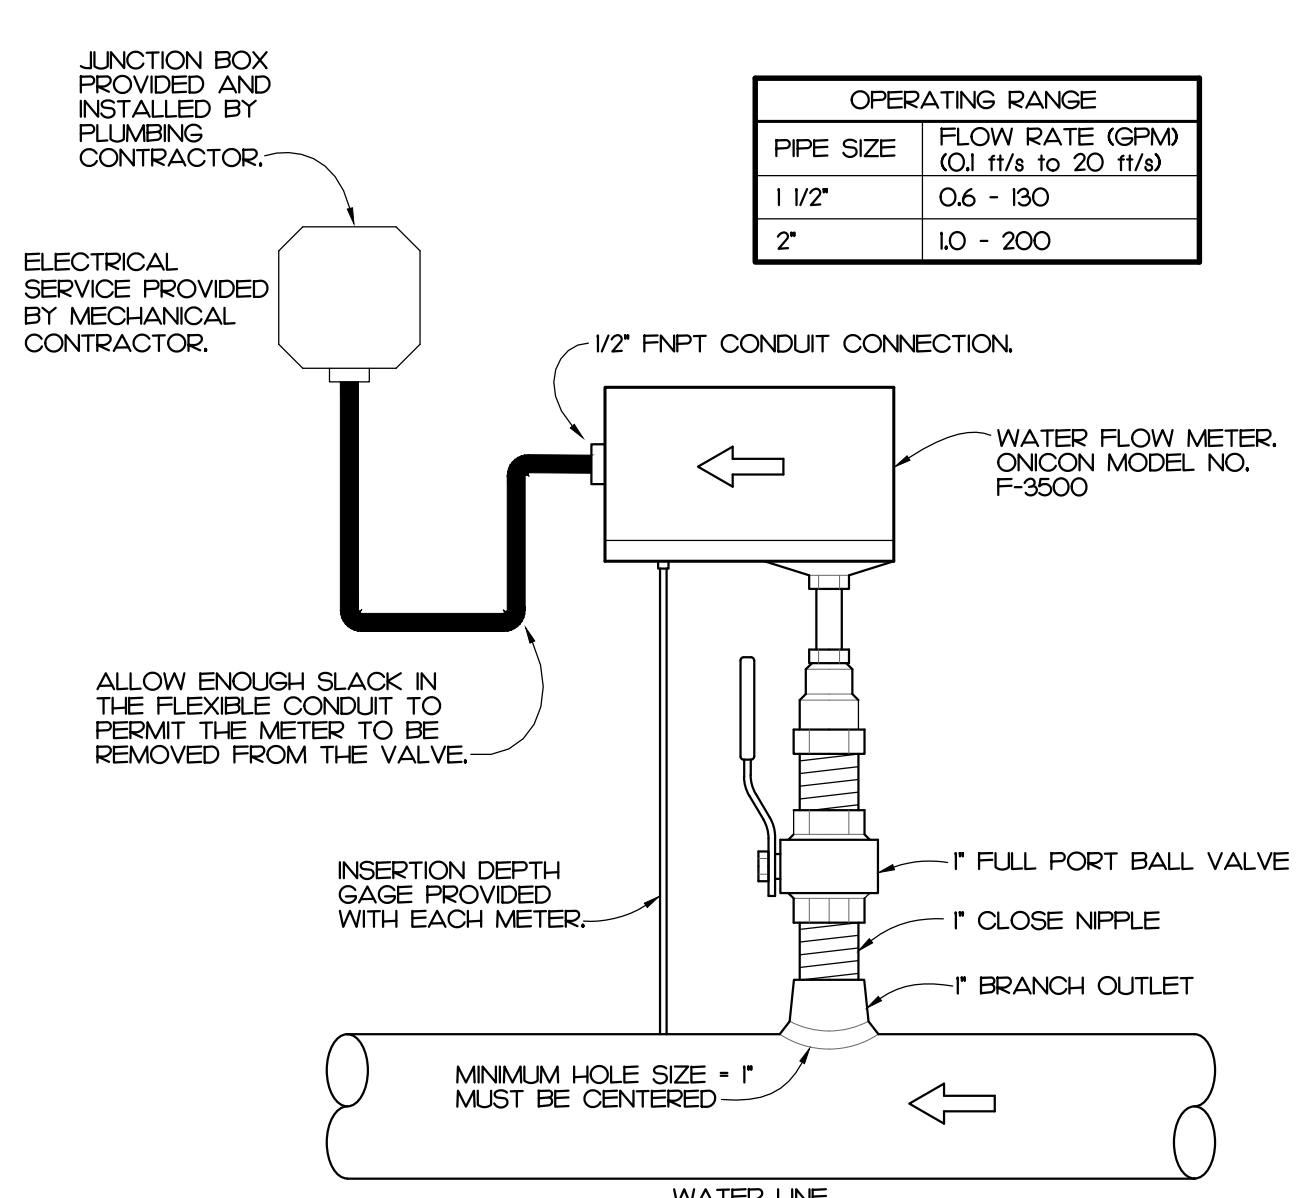 JUNCTION BOX
PROVIDED AND
INSTALLED BY
PLUMBING
CONTRACTOR.
OPERATING RANGE
PIPE SIZE
FLOW RATE (GPM)
(0.1 ft/s to 20 ft/s)
1 1/2"
0.6 - 130
2"
1.0 - 200
ELECTRICAL
SERVICE PROVIDED
BY MECHANICAL
CONTRACTOR.
1/2" FNPT CONDUIT CONNECTION.
WATER FLOW METER.
ONICON MODEL NO.
F-3500
ALLOW ENOUGH SLACK IN
THE FLEXIBLE CONDUIT TO
PERMIT THE METER TO BE
REMOVED FROM THE VALVE.
INSERTION DEPTH
GAGE PROVIDED
WITH EACH METER.
1" FULL PORT BALL VALVE
1" CLOSE NIPPLE
1" BRANCH OUTLET
MINIMUM HOLE SIZE = 1"
MUST BE CENTERED
WATER LINE